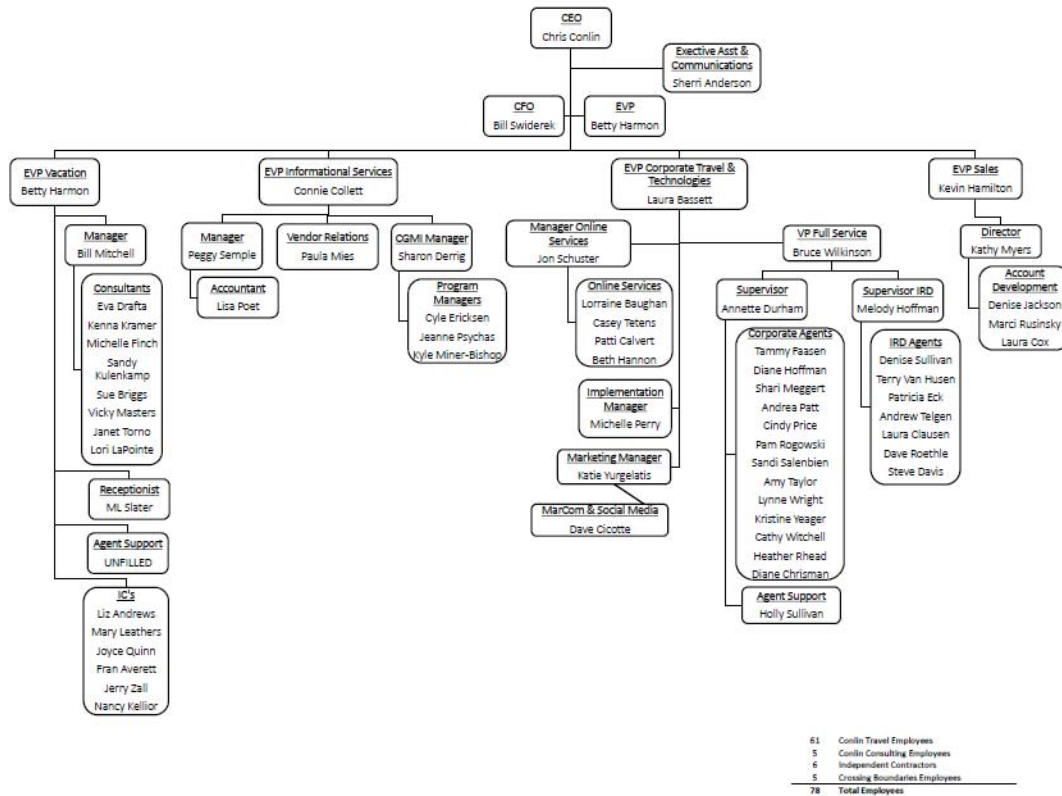 CEO
Chris Conlin
Exective Asst &
Communications
Sherri Anderson
CFO
Bill Swiderek
EVP
Betty Harmon
EVP Vacation
Betty Harmon
Manager
Bill Mitchell
Consultants
Eva Drafta
Kenna Kramer
Michelle Finch
Sandy
Kulenkamp
Sue Briggs
Vicky Masters
Janet Torno
Lori LaPointe
Receptionist
ML Slater
Agent Support
UNFILLED
IC's
Liz Andrews
Mary Leathers
Joyce Quinn
Fran Averett
Jerry Zall
Nancy Kellior
EVP Informational Services
Connie Collett
Manager
Peggy Semple
Accountant
Lisa Poet
Vendor Relations
Paula Mies
CGMI Manager
Sharon Derrig
Program
Managers
Cyle Ericksen
Jeanne Psychas
Kyle Miner-Bishop
EVP Corporate Travel &
Technologies
Laura Bassett
Manager Online
Services
Jon Schuster
Online Services
Lorraine Baughan
Casey Tetens
Patti Calvert
Beth Hannon
Implementation
Manager
Michelle Perry
Marketing Manager
Katie Yurgelatis
MarCom & Social Media
Dave Cicotte
VP Full Service
Bruce Wilkinson
Supervisor
Annette Durham
Corporate Agents
Tammy Faasen
Diane Hoffman
Shari Meggert
Andrea Patt
Cindy Price
Pam Rogowski
Sandi Salenbien
Amy Taylor
Lynne Wright
Kristine Yeager
Cathy Witchell
Heather Rhead
Diane Chrisman
Agent Support
Holly Sullivan
Supervisor IRD
Melody Hoffman
IRD Agents
Denise Sullivan
Terry Van Husen
Patricia Eck
Andrew Telgen
Laura Clausen
Dave Roethle
Steve Davis
EVP Sales
Kevin Hamilton
Director
Kathy Myers
Account
Development
Denise Jackson
Marci Rusinsky
Laura Cox
61 Conlin Travel Employees
5 Conlin Consulting Employees
6 Independent Contractors
5 Crossing Boundaries Employees
78 Total Employees